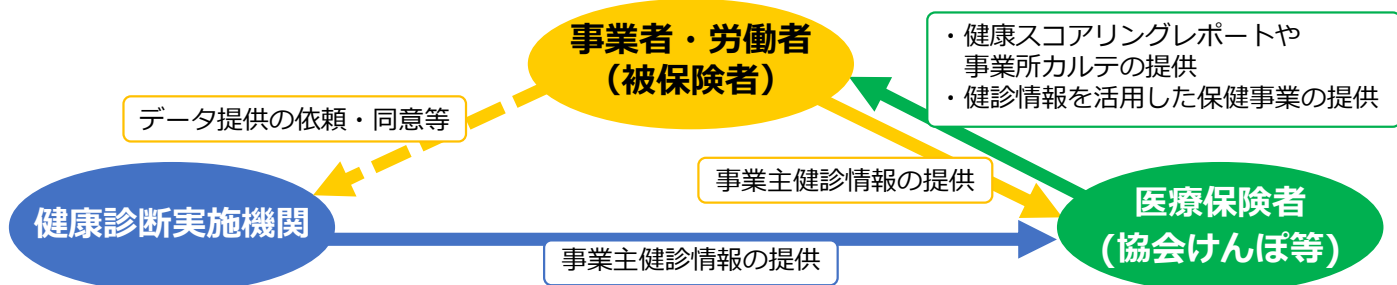 事業者・労働者
(被保険者)
・健康スコアリングレポートや
事業所カルテの提供
・健診情報を活用した保健事業の提供
データ提供の依頼・同意等
事業主健診情報の提供
健康診断実施機関
医療保険者
(協会けんぽ等)
事業主健診情報の提供